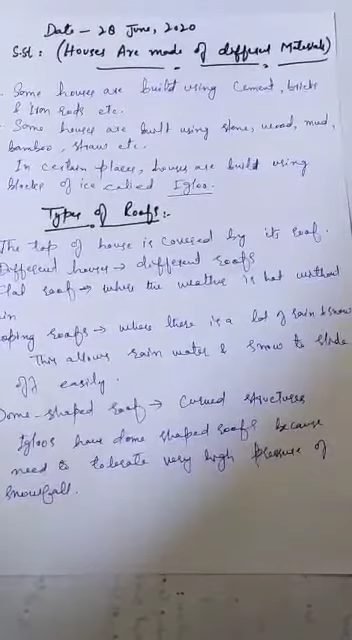 Date - 28 June, 2020
S.St : (Houses Are made of different Materials)
Some houses are build using Cement, bricks
& Iron rods etc.
Some houses are built using stone, wood, mud,
bamboo, straw etc.
In certain places, houses are build using
blocks of ice called Igloo.
Types of Roofs :-
The top of house is covered by its roof.
Different houses → different roofs
Flat roof → where the weather is hot without
in
oping roofs → where there is a lot of rain & snow
This allows rain water & snow to slide
off easily.
Dome-shaped roof → curved structures
Igloos have dome shaped roofs because
need to tolerate very high pressure of
snowfall.